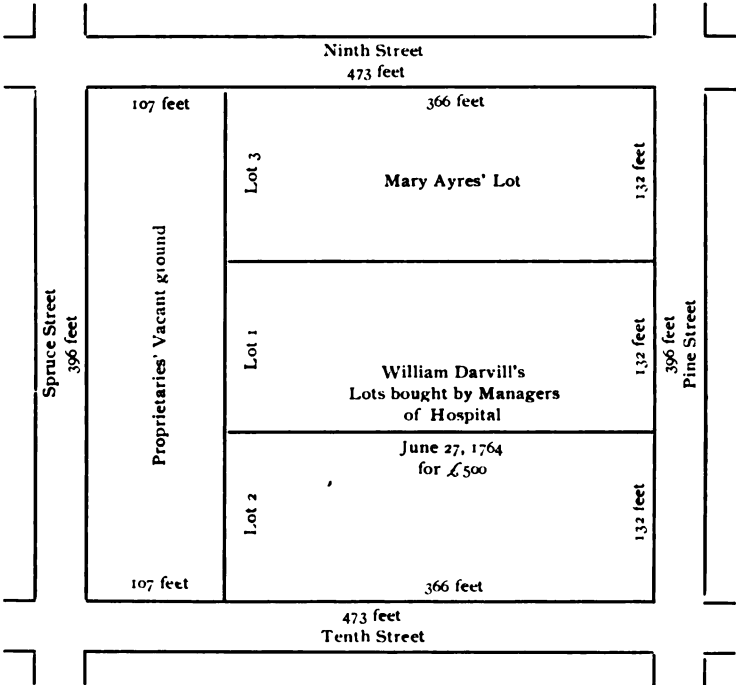 Ninth Street
473 feet
107 feet
366 feet
Lot 3
Mary Ayres' Lot
132 feet
Spruce Street
396 feet
Proprietaries' Vacant ground
Lot 1
William Darvill's
Lots bought by Managers
of Hospital
132 feet
396 feet
Pine Street
June 27, 1764
for £500
Lot 2
132 feet
107 feet
366 feet
473 feet
Tenth Street